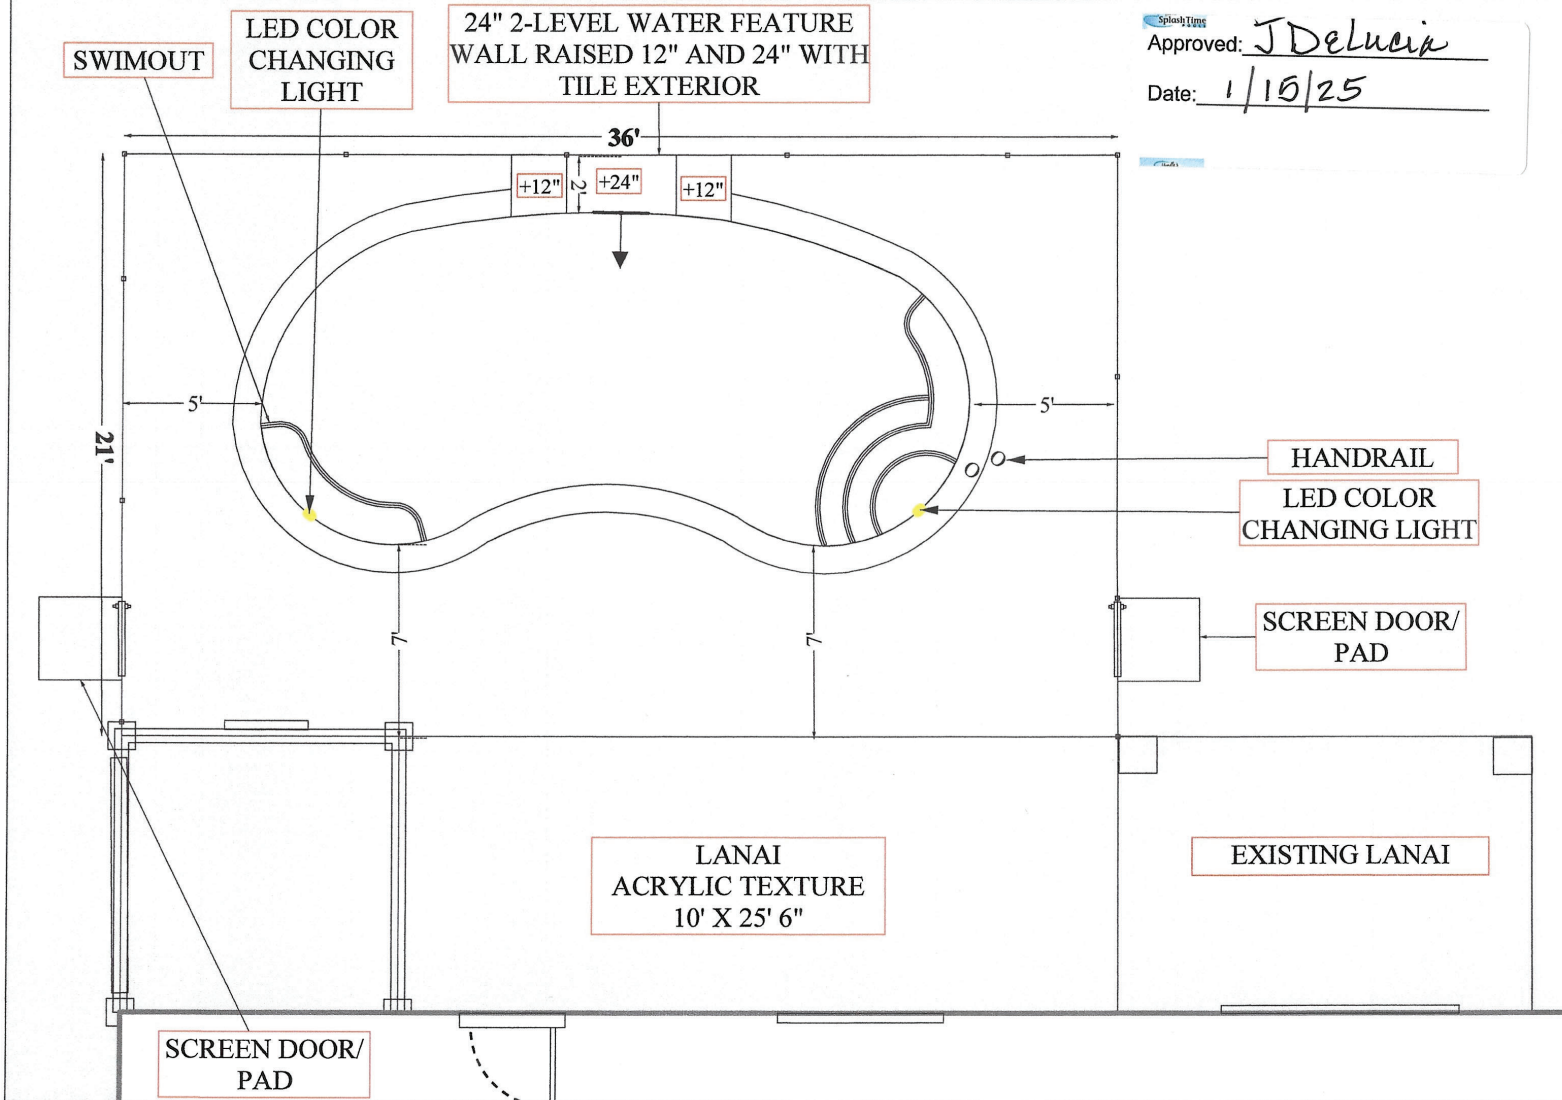 SWIMOUT
LED COLOR
CHANGING
LIGHT
24" 2-LEVEL WATER FEATURE
WALL RAISED 12" AND 24" WITH
TILE EXTERIOR
SplashTime
POOLS
Approved: J DeLucia
Date: 1/15/25
36'
+12"
2'
+24"
+12"
5'
5'
21'
HANDRAIL
LED COLOR
CHANGING LIGHT
7'
7'
SCREEN DOOR/
PAD
LANAI
ACRYLIC TEXTURE
10' X 25' 6"
EXISTING LANAI
SCREEN DOOR/
PAD